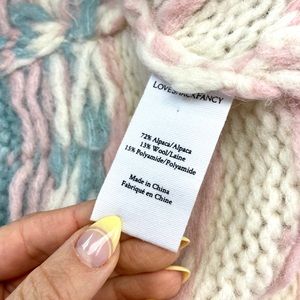 LOVESHACKFANCY
72% Alpaca/Alpaca
13% Wool/Laine
15% Polyamide/Polyamide
Made in China
Fabriqué en Chine